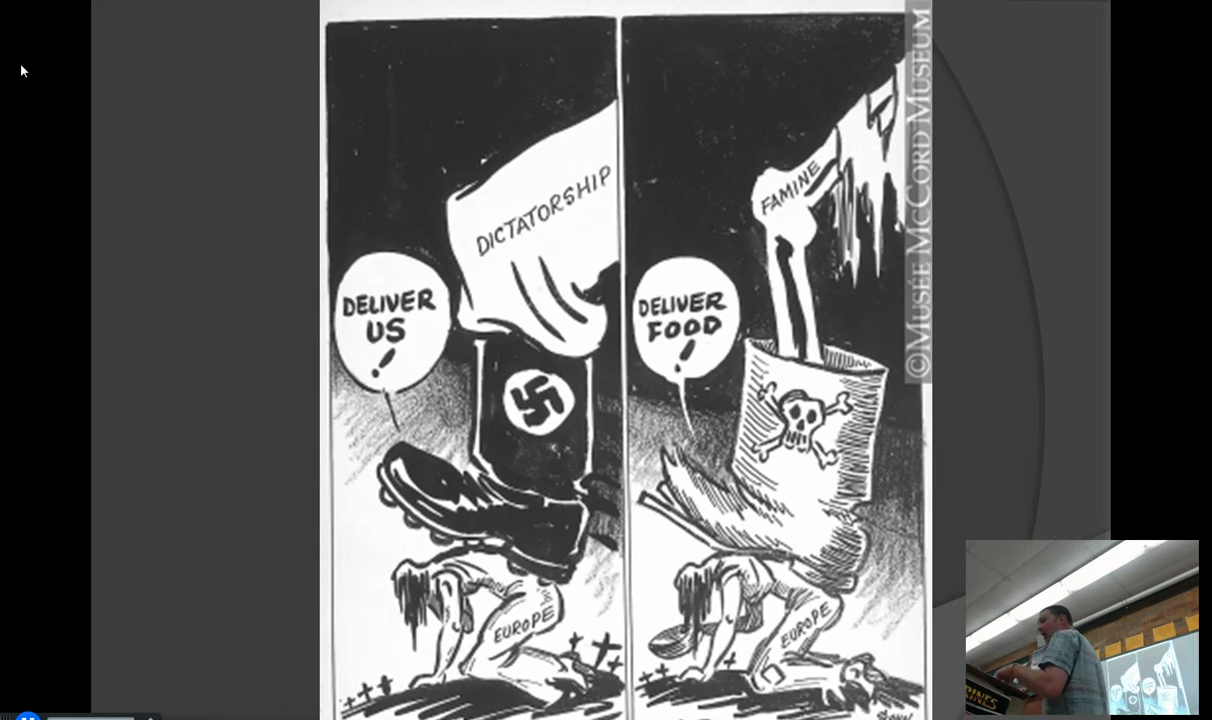 DICTATORSHIP
DELIVER
US
!
EUROPE
FAMINE
DELIVER
FOOD
!
EUROPE
©MUSÉE MCCORD MUSEUM